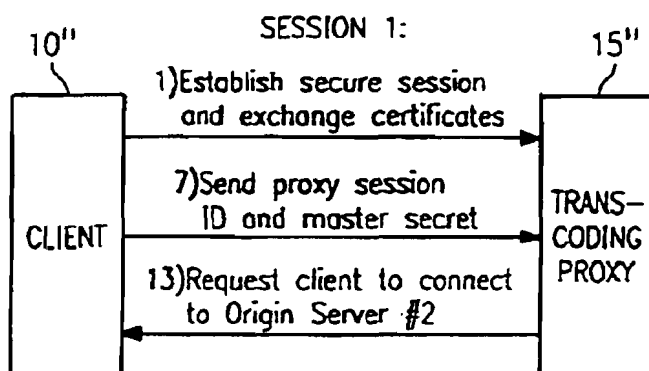 SESSION 1:
10"
15"
1)Establish secure session
and exchange certificates
7)Send proxy session
ID and master secret
CLIENT
TRANS-
CODING
PROXY
13)Request client to connect
to Origin Server #2